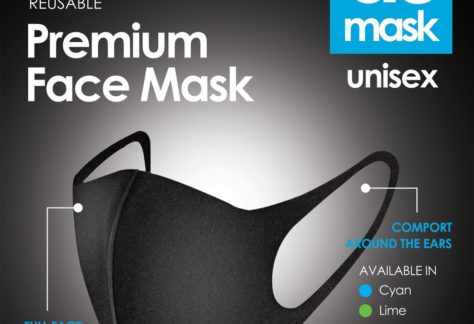 REUSABLE
Premium
Face Mask
mask
unisex
COMPORT
AROUND THE EARS
AVAILABLE IN
Cyan
Lime